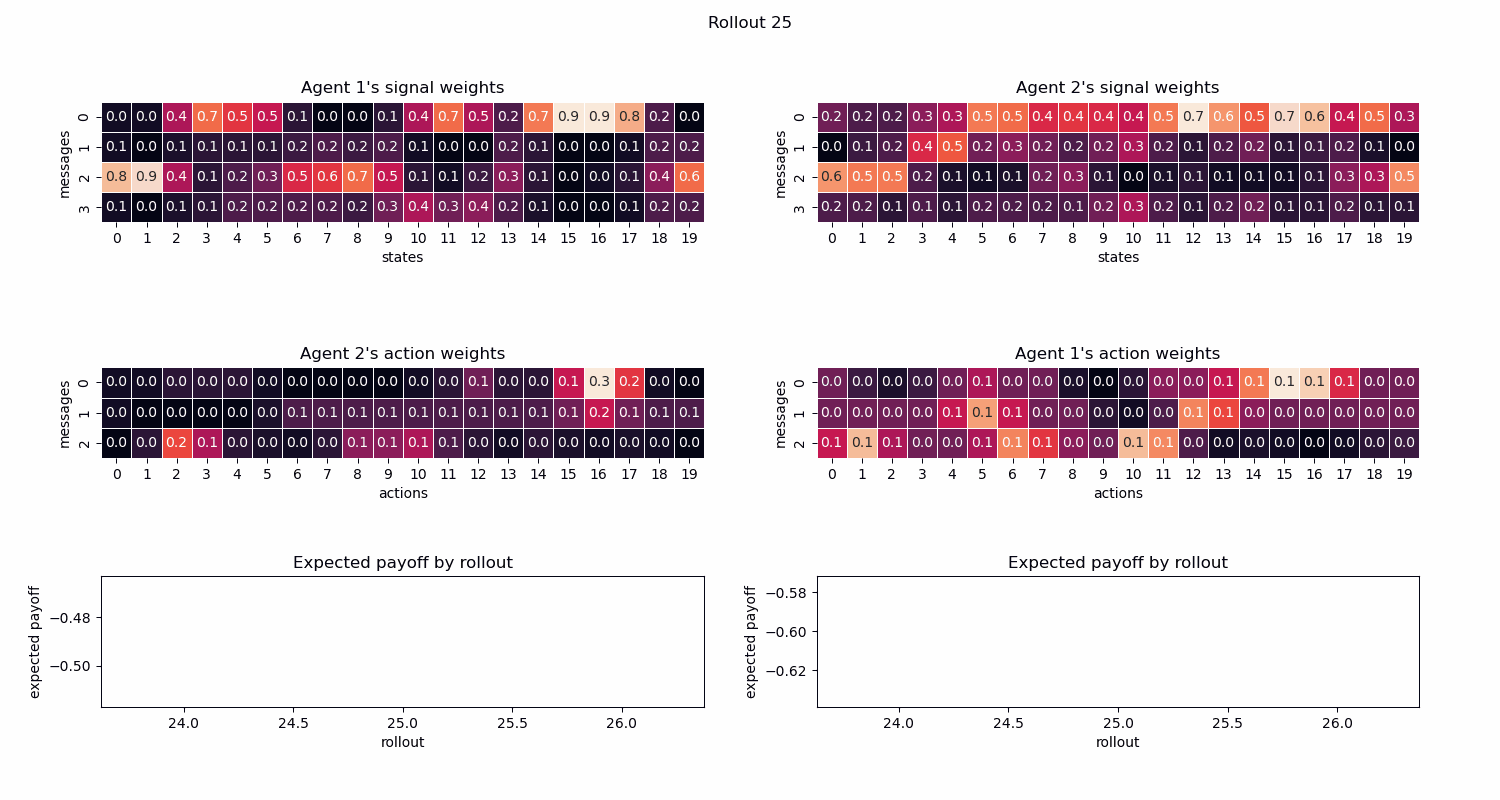 Rollout 25
Agent 1's signal weights
messages
0 0.0 0.0 0.4 0.7 0.5 0.5 0.1 0.0 0.0 0.1 0.4 0.7 0.5 0.2 0.7 0.9 0.9 0.8 0.2 0.0
1 0.1 0.0 0.1 0.1 0.1 0.1 0.2 0.2 0.2 0.2 0.1 0.0 0.0 0.2 0.1 0.0 0.0 0.1 0.2 0.2
2 0.8 0.9 0.4 0.1 0.2 0.3 0.5 0.6 0.7 0.5 0.1 0.1 0.2 0.3 0.1 0.0 0.0 0.1 0.4 0.6
3 0.1 0.0 0.1 0.1 0.2 0.2 0.2 0.2 0.2 0.3 0.4 0.3 0.4 0.2 0.1 0.0 0.0 0.1 0.2 0.2
0 1 2 3 4 5 6 7 8 9 10 11 12 13 14 15 16 17 18 19
states
Agent 2's signal weights
messages
0 0.2 0.2 0.2 0.3 0.3 0.5 0.5 0.4 0.4 0.4 0.4 0.5 0.7 0.6 0.5 0.7 0.6 0.4 0.5 0.3
1 0.0 0.1 0.2 0.4 0.5 0.2 0.3 0.2 0.2 0.2 0.3 0.2 0.1 0.2 0.2 0.1 0.1 0.2 0.1 0.0
2 0.6 0.5 0.5 0.2 0.1 0.1 0.1 0.2 0.3 0.1 0.0 0.1 0.1 0.1 0.1 0.1 0.1 0.3 0.3 0.5
3 0.2 0.2 0.1 0.1 0.1 0.2 0.2 0.2 0.1 0.2 0.3 0.2 0.1 0.2 0.2 0.1 0.1 0.2 0.1 0.1
0 1 2 3 4 5 6 7 8 9 10 11 12 13 14 15 16 17 18 19
states
Agent 2's action weights
messages
0 0.0 0.0 0.0 0.0 0.0 0.0 0.0 0.0 0.0 0.0 0.0 0.0 0.1 0.0 0.0 0.1 0.3 0.2 0.0 0.0
1 0.0 0.0 0.0 0.0 0.0 0.0 0.1 0.1 0.1 0.1 0.1 0.1 0.1 0.1 0.1 0.1 0.2 0.1 0.1 0.1
2 0.0 0.0 0.2 0.1 0.0 0.0 0.0 0.0 0.1 0.1 0.1 0.1 0.0 0.0 0.0 0.0 0.0 0.0 0.0 0.0
0 1 2 3 4 5 6 7 8 9 10 11 12 13 14 15 16 17 18 19
actions
Agent 1's action weights
messages
0 0.0 0.0 0.0 0.0 0.0 0.1 0.0 0.0 0.0 0.0 0.0 0.0 0.0 0.1 0.1 0.1 0.1 0.1 0.0 0.0
1 0.0 0.0 0.0 0.0 0.1 0.1 0.1 0.0 0.0 0.0 0.0 0.0 0.1 0.1 0.0 0.0 0.0 0.0 0.0 0.0
2 0.1 0.1 0.1 0.0 0.0 0.1 0.1 0.1 0.0 0.0 0.1 0.1 0.0 0.0 0.0 0.0 0.0 0.0 0.0 0.0
0 1 2 3 4 5 6 7 8 9 10 11 12 13 14 15 16 17 18 19
actions
Expected payoff by rollout
expected payoff
−0.48
−0.50
24.0 24.5 25.0 25.5 26.0
rollout
Expected payoff by rollout
expected payoff
−0.58
−0.60
−0.62
24.0 24.5 25.0 25.5 26.0
rollout